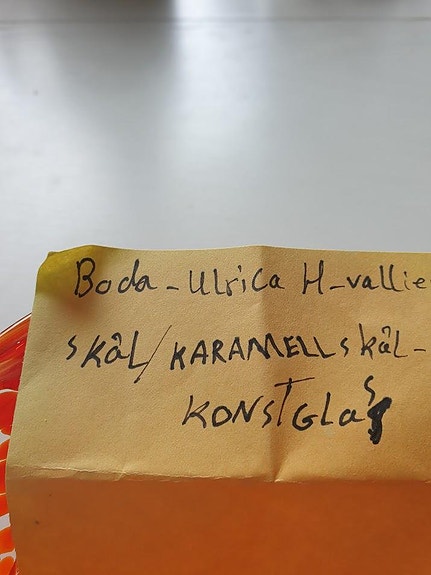 Boda - Ulrica H-vallie
SKÅL/KARAMELLSkål-
KONSTGLaS